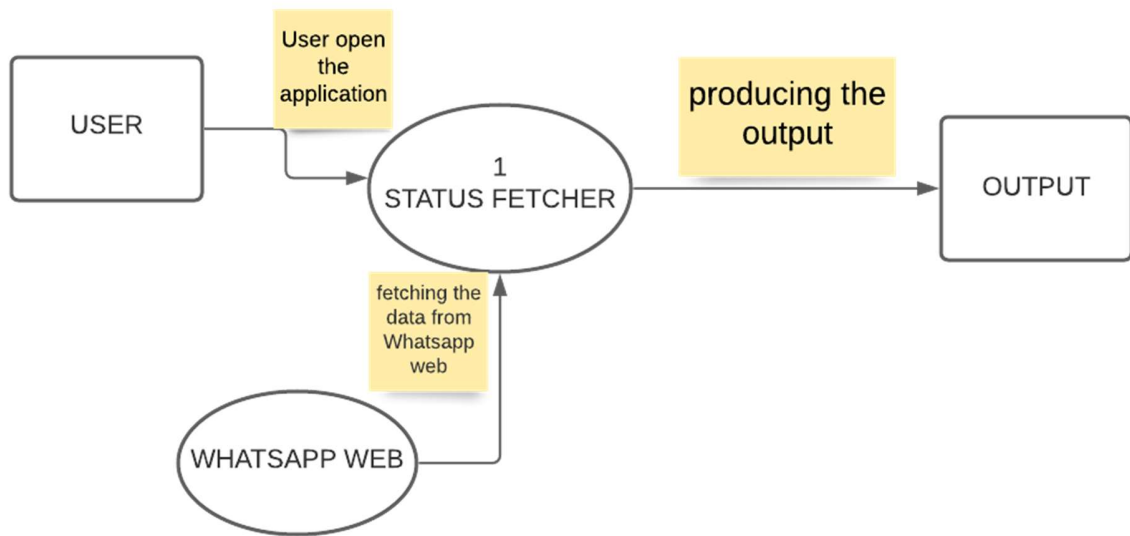 USER
User open
the
application
1
STATUS FETCHER
producing the
output
OUTPUT
fetching the
data from
Whatsapp
web
WHATSAPP WEB